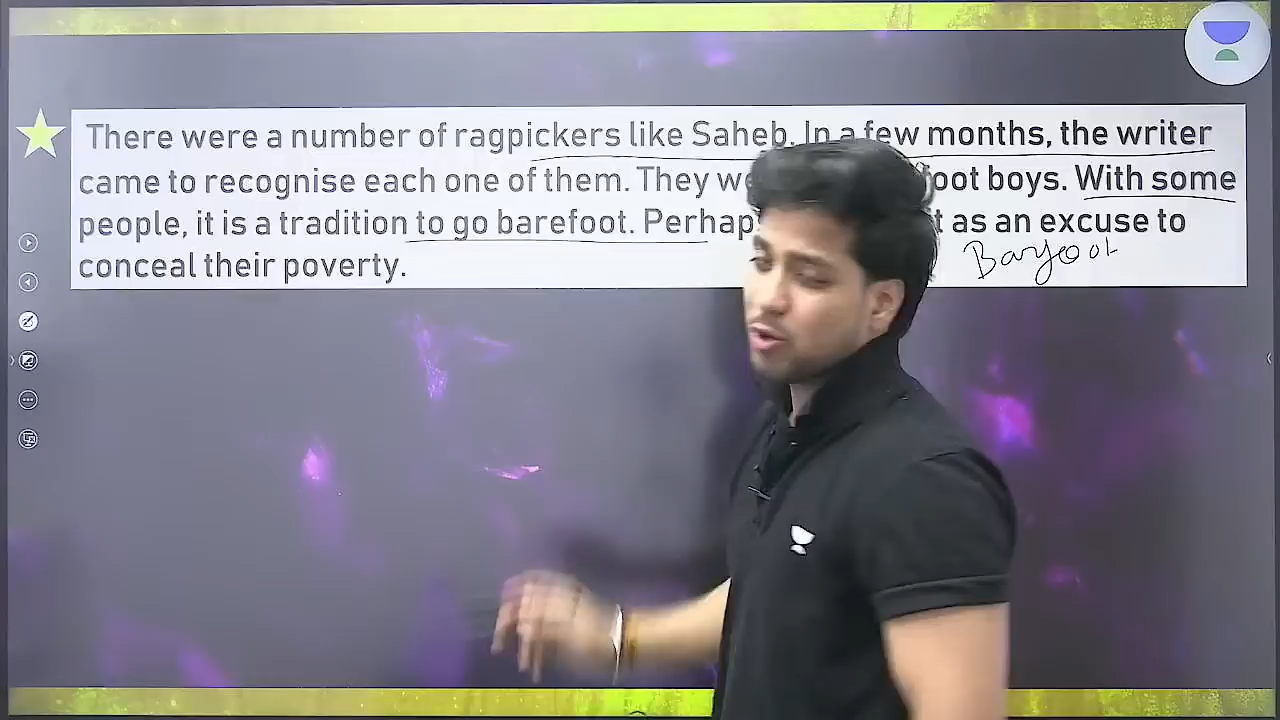 There were a number of ragpickers like Saheb. In a few months, the writer
came to recognise each one of them. They foot boys. With some
people, it is a tradition to go barefoot. as an excuse to
conceal their poverty.
Barefoot